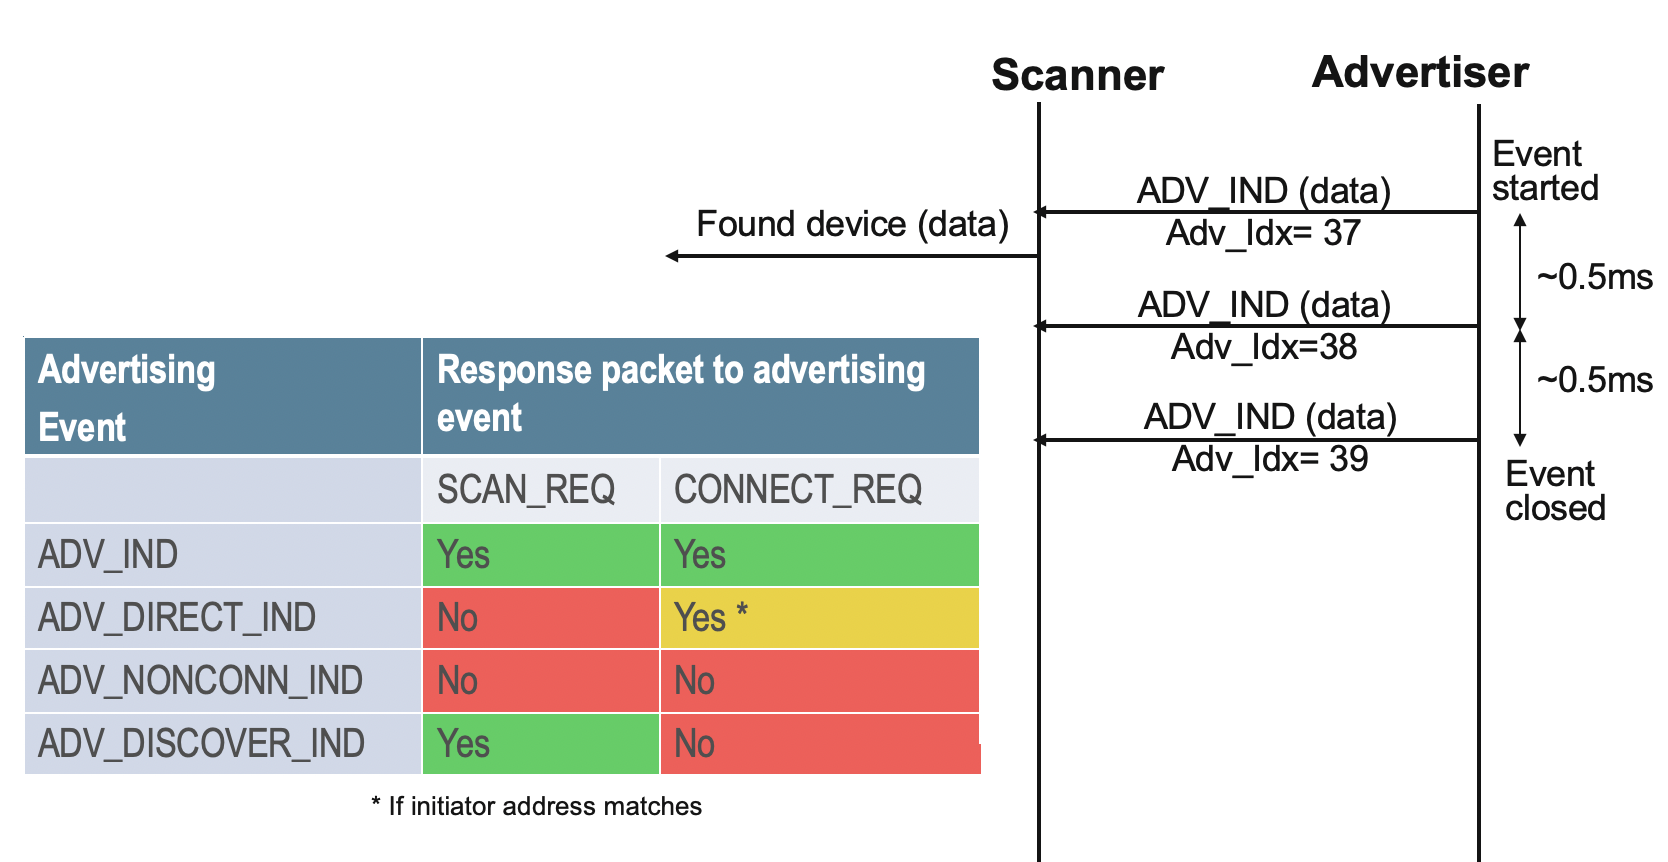 Scanner
Advertiser
Event
started
ADV_IND (data)
Adv_Idx= 37
Found device (data)
~0.5ms
ADV_IND (data)
Adv_Idx=38
~0.5ms
ADV_IND (data)
Adv_Idx= 39
Event
closed
Advertising
Event
Response packet to advertising
event
SCAN_REQ CONNECT_REQ
ADV_IND Yes Yes
ADV_DIRECT_IND No Yes *
ADV_NONCONN_IND No No
ADV_DISCOVER_IND Yes No
* If initiator address matches